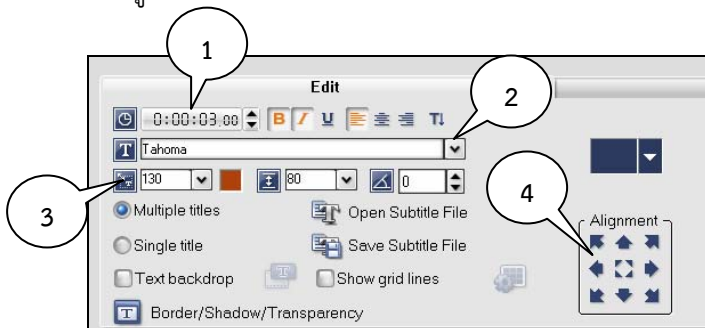 1
Edit
2
0:00:03.00 B I U T↓
T Tahoma
130 80 0
3
4
Multiple titles Open Subtitle File
Alignment
Single title Save Subtitle File
Text backdrop T Show grid lines
T Border/Shadow/Transparency